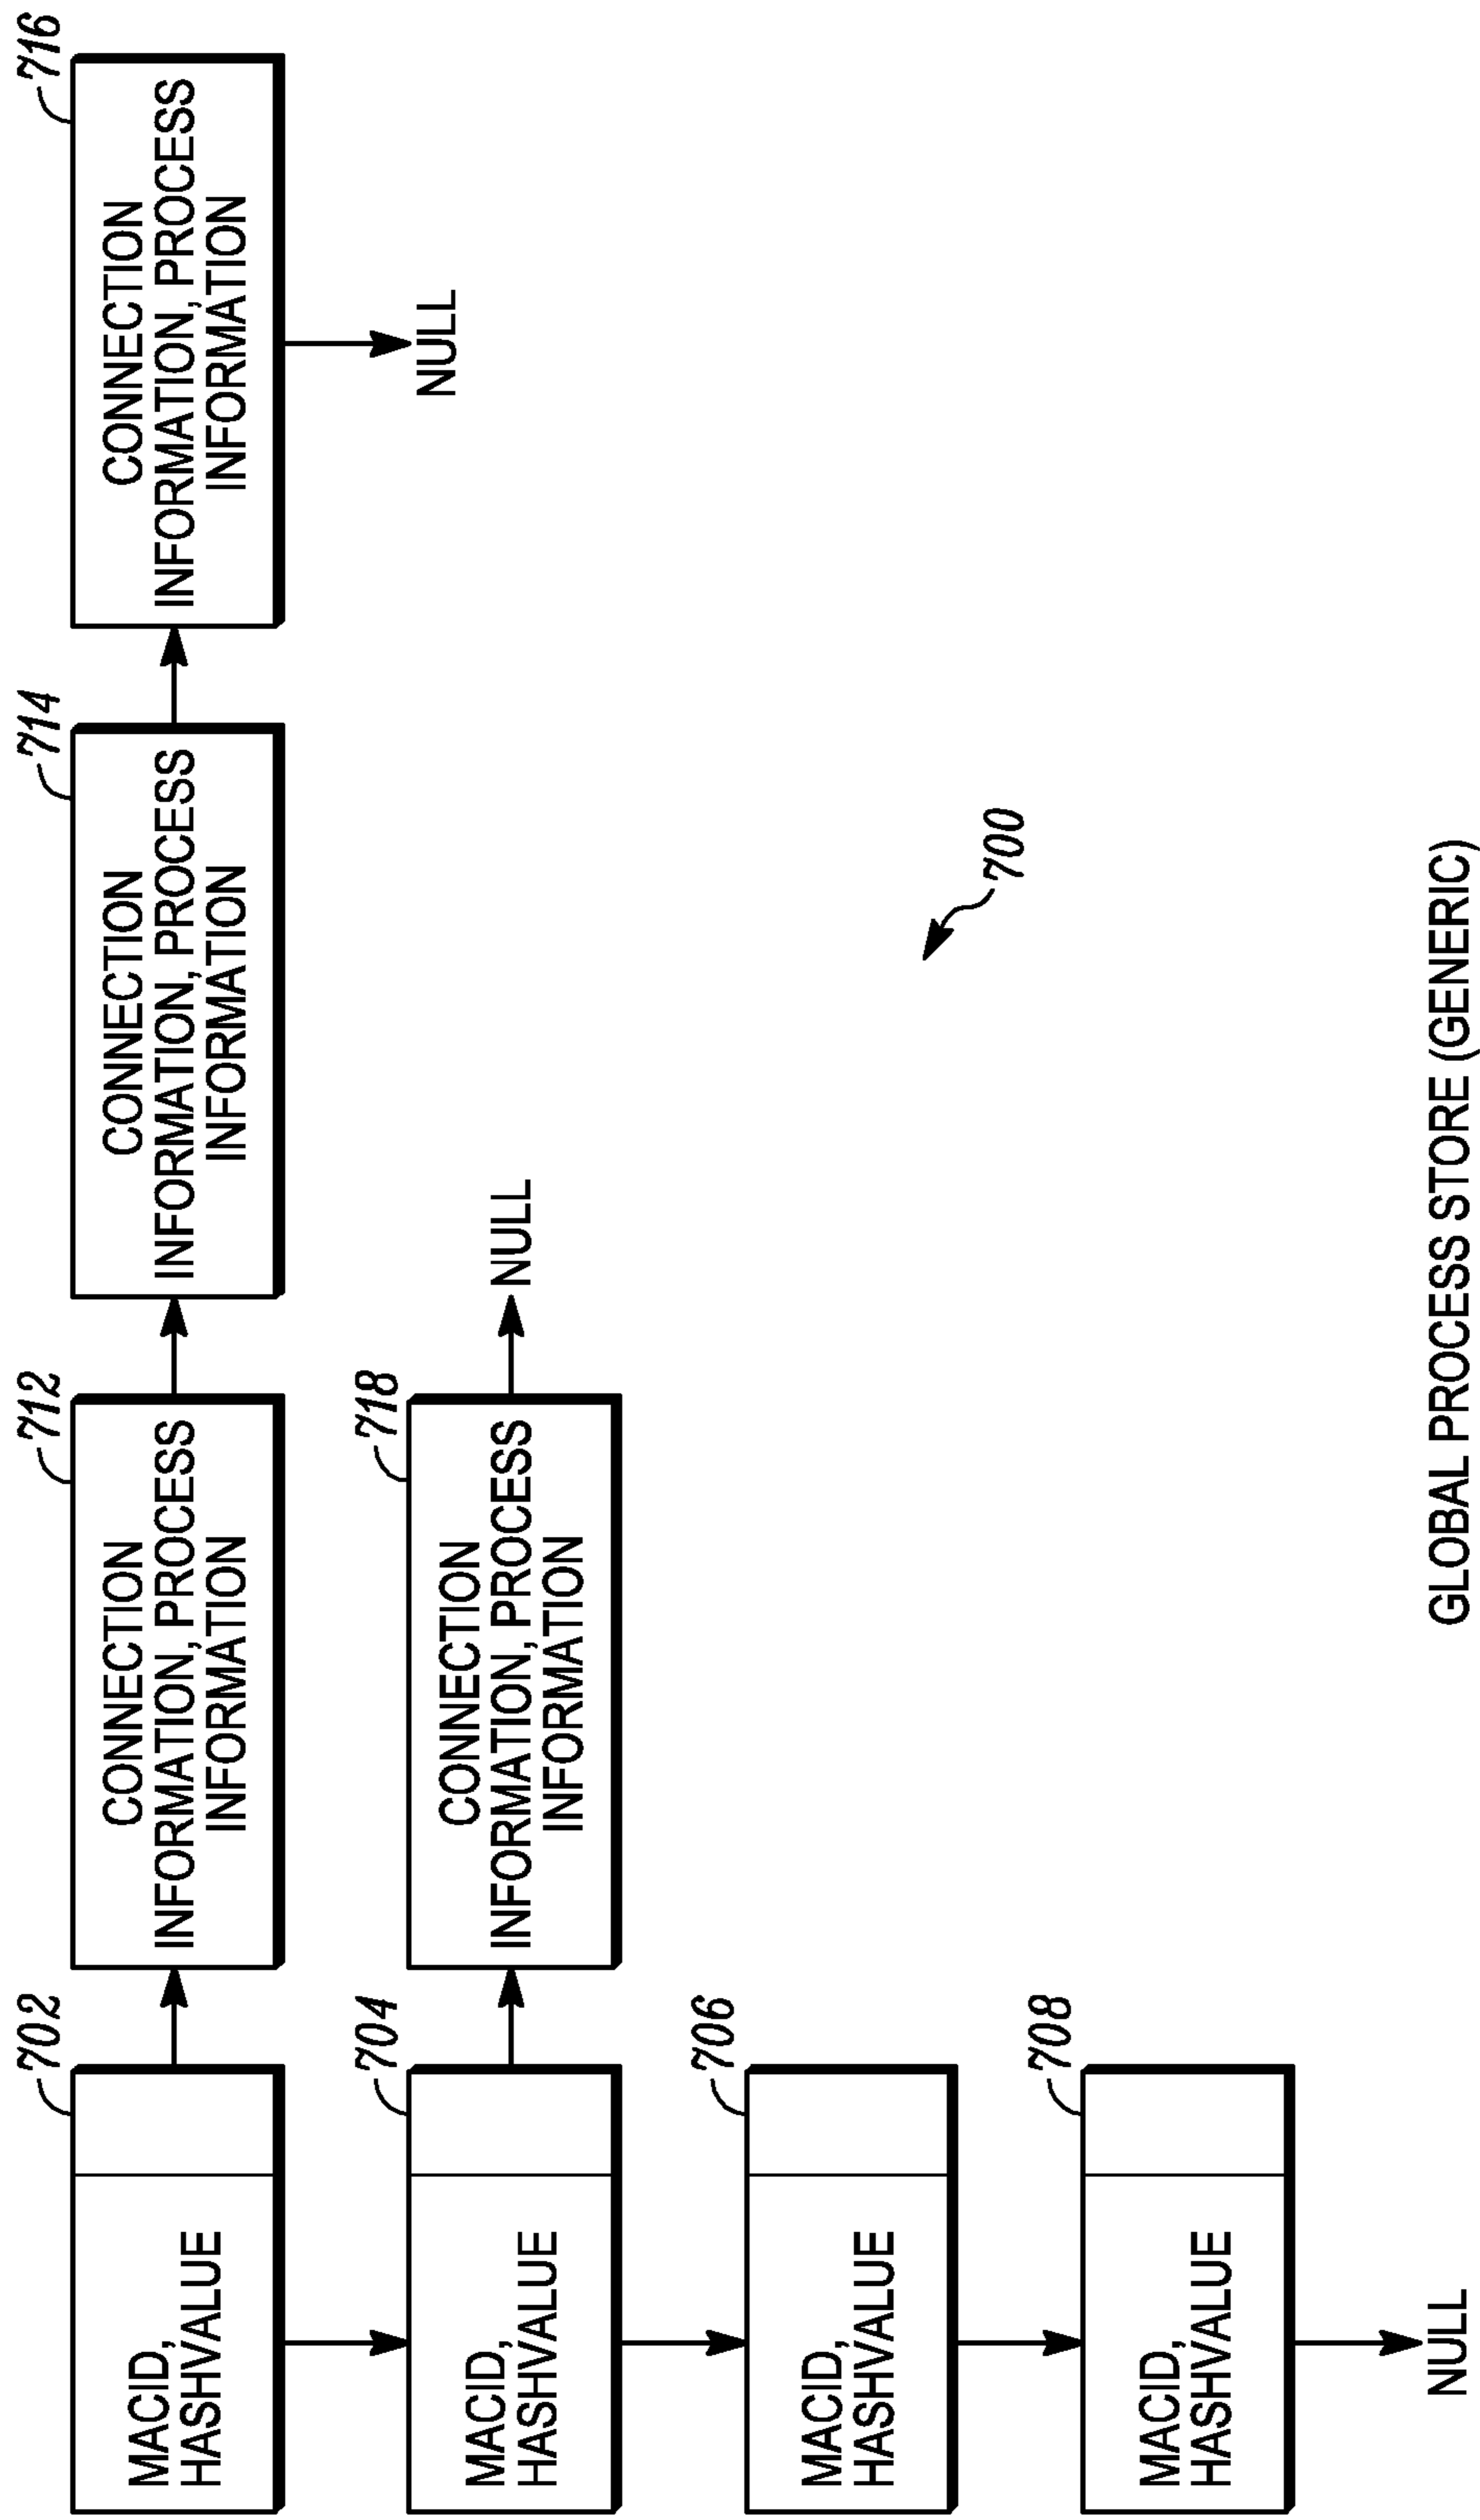 702
712
714
716
MACID,
HASHVALUE
CONNECTION
INFORMATION, PROCESS
INFORMATION
CONNECTION
INFORMATION, PROCESS
INFORMATION
CONNECTION
INFORMATION, PROCESS
INFORMATION
NULL
704
718
MACID,
HASHVALUE
CONNECTION
INFORMATION, PROCESS
INFORMATION
NULL
706
MACID,
HASHVALUE
700
708
MACID,
HASHVALUE
NULL
GLOBAL PROCESS STORE (GENERIC)